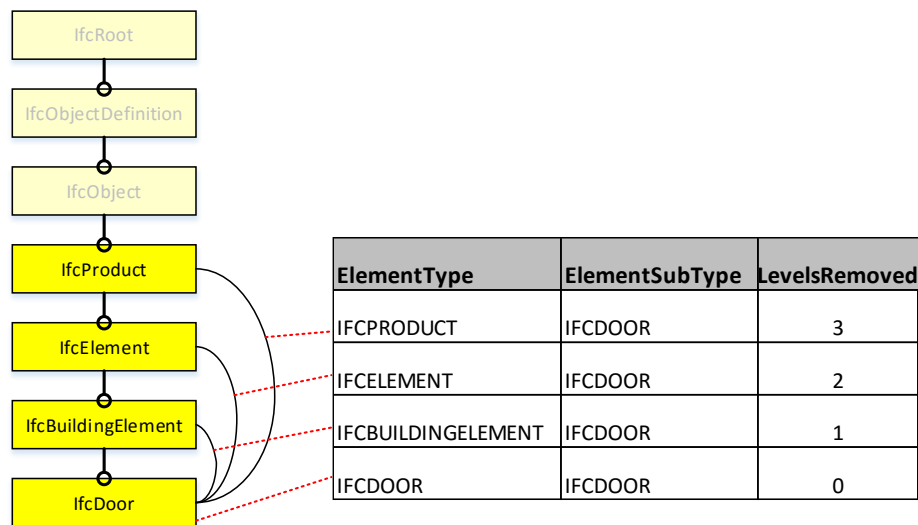 IfcRoot
IfcObjectDefinition
IfcObject
IfcProduct
IfcElement
IfcBuildingElement
IfcDoor
ElementType ElementSubType LevelsRemoved
IFCPRODUCT IFCDOOR 3
IFCELEMENT IFCDOOR 2
IFCBUILDINGELEMENT IFCDOOR 1
IFCDOOR IFCDOOR 0